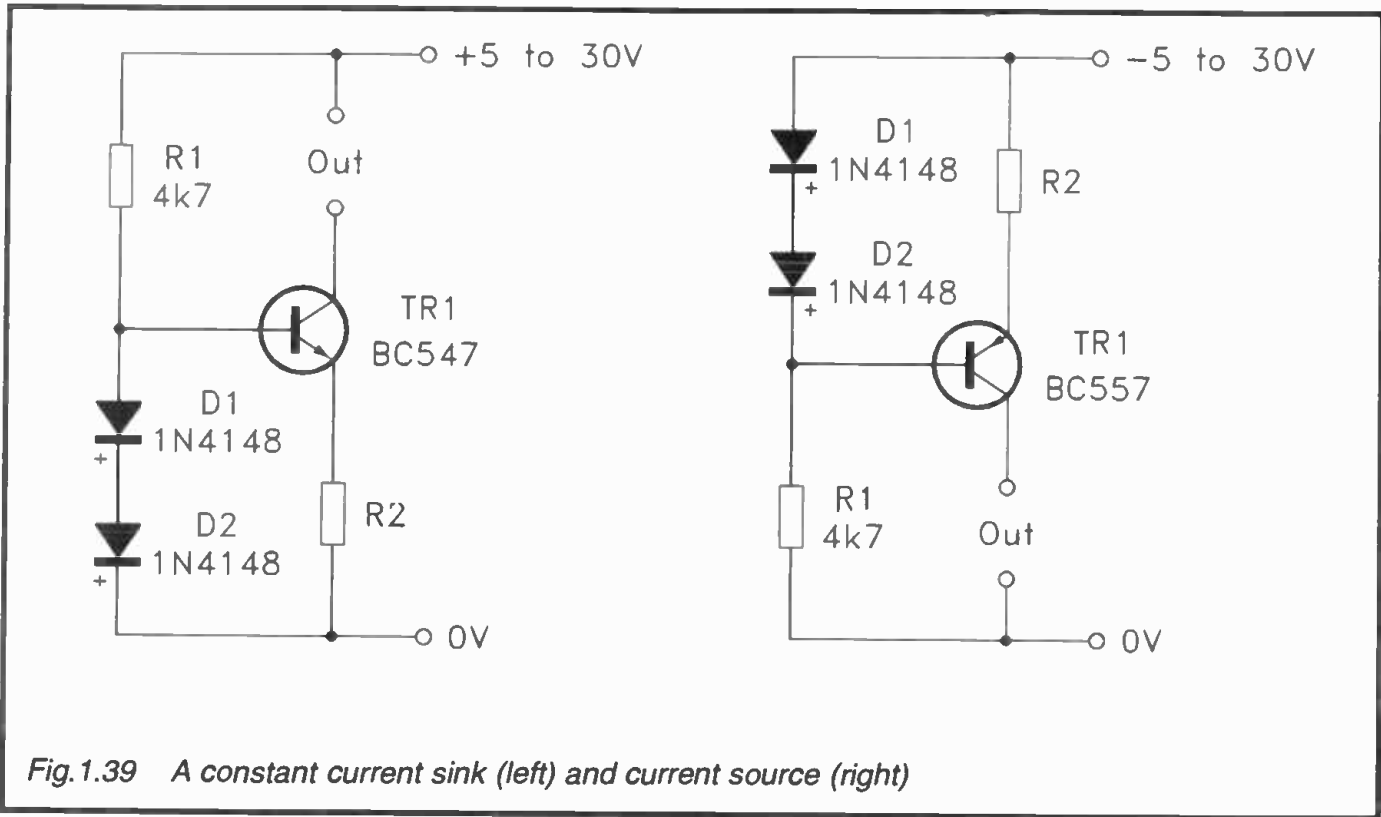 +5 to 30V
R1
4k7
Out
TR1
BC547
D1
1N4148
+
D2
1N4148
+
R2
0V
-5 to 30V
D1
1N4148
+
D2
1N4148
+
R2
TR1
BC557
R1
4k7
Out
0V
Fig.1.39 A constant current sink (left) and current source (right)